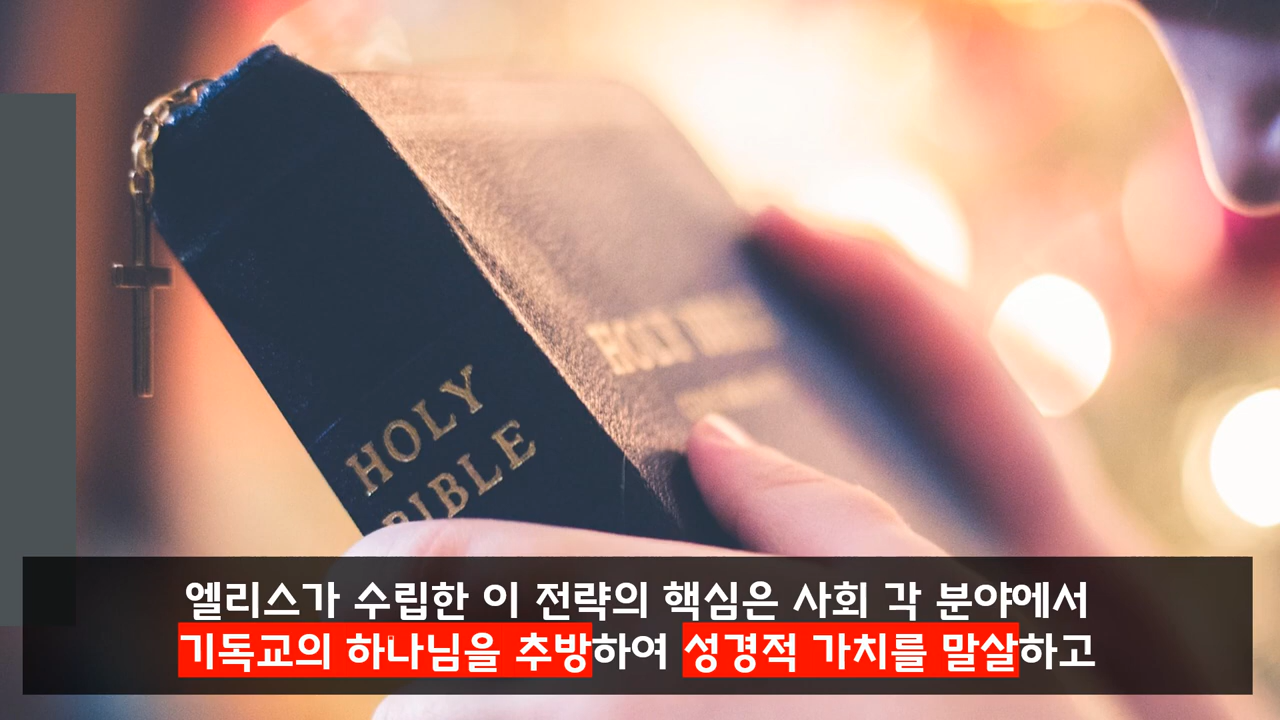 HOLY
BIBLE
HOLY BIBLE
엘리스가 수립한 이 전략의 핵심은 사회 각 분야에서
기독교의 하나님을 추방하여 성경적 가치를 말살하고